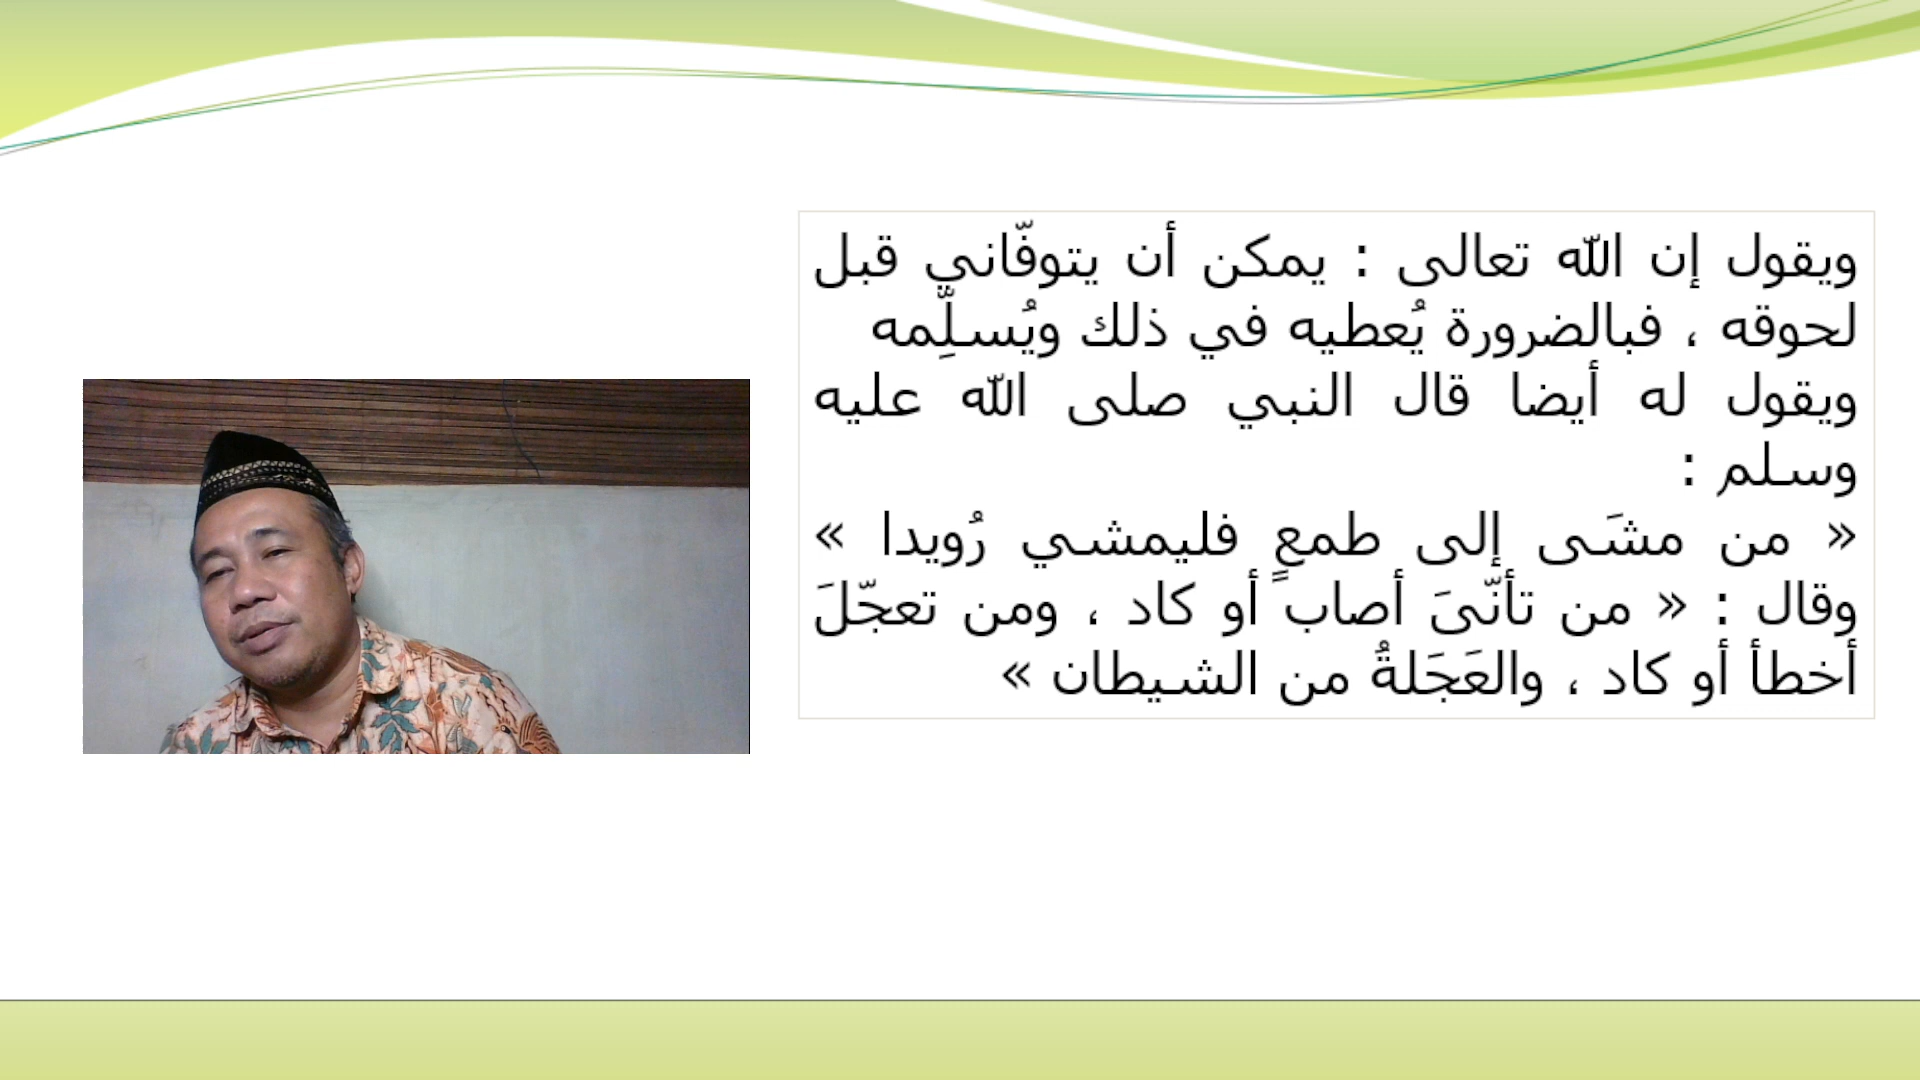 ويقول إن الله تعالى : يمكن أن يتوفّاني قبل
لحوقه ، فبالضرورة يُعطيه في ذلك ويُسلِّمه
ويقول له أيضا قال النبي صلى الله عليه
وسلم :
« من مشَى إلى طمعٍ فليمشي رُويدا »
وقال : « من تأنّىَ أصاب أو كاد ، ومن تعجّلَ
أخطأ أو كاد ، والعَجَلةُ من الشيطان »